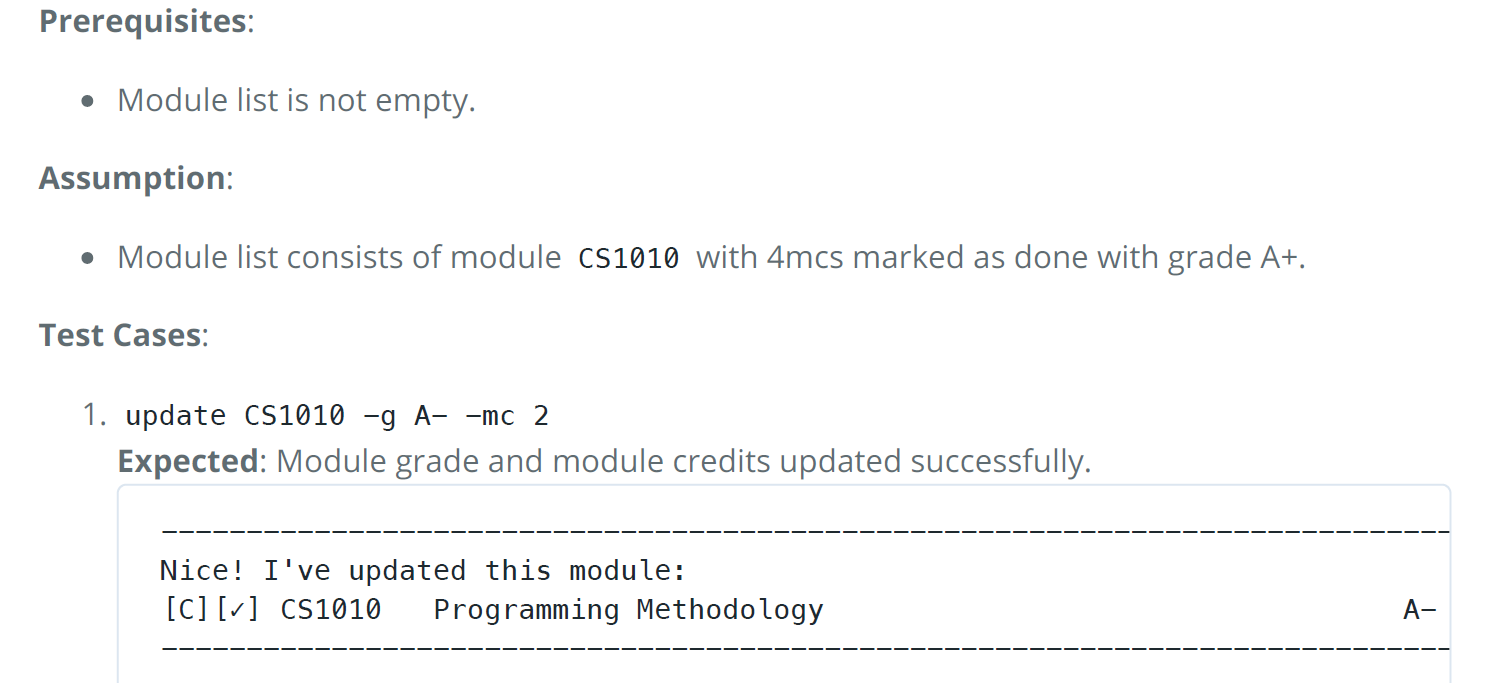 Prerequisites:
• Module list is not empty.
Assumption:
• Module list consists of module CS1010 with 4mcs marked as done with grade A+.
Test Cases:
1. update CS1010 -g A- -mc 2
Expected: Module grade and module credits updated successfully.
____________________________________________________________________________
Nice! I've updated this module:
[C][✓] CS1010   Programming Methodology                                  A-
____________________________________________________________________________